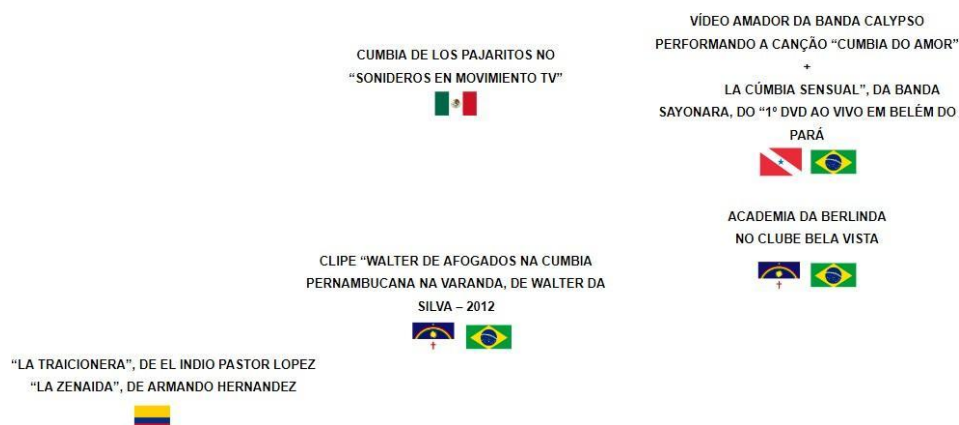 VÍDEO AMADOR DA BANDA CALYPSO
PERFORMANDO A CANÇÃO “CUMBIA DO AMOR”
+
LA CÚMBIA SENSUAL”, DA BANDA
SAYONARA, DO “1º DVD AO VIVO EM BELÉM DO
PARÁ
CUMBIA DE LOS PAJARITOS NO
“SONIDEROS EN MOVIMIENTO TV”
ACADEMIA DA BERLINDA
NO CLUBE BELA VISTA
CLIPE “WALTER DE AFOGADOS NA CUMBIA
PERNAMBUCANA NA VARANDA, DE WALTER DA
SILVA – 2012
“LA TRAICIONERA”, DE EL INDIO PASTOR LOPEZ
“LA ZENAIDA”, DE ARMANDO HERNANDEZ